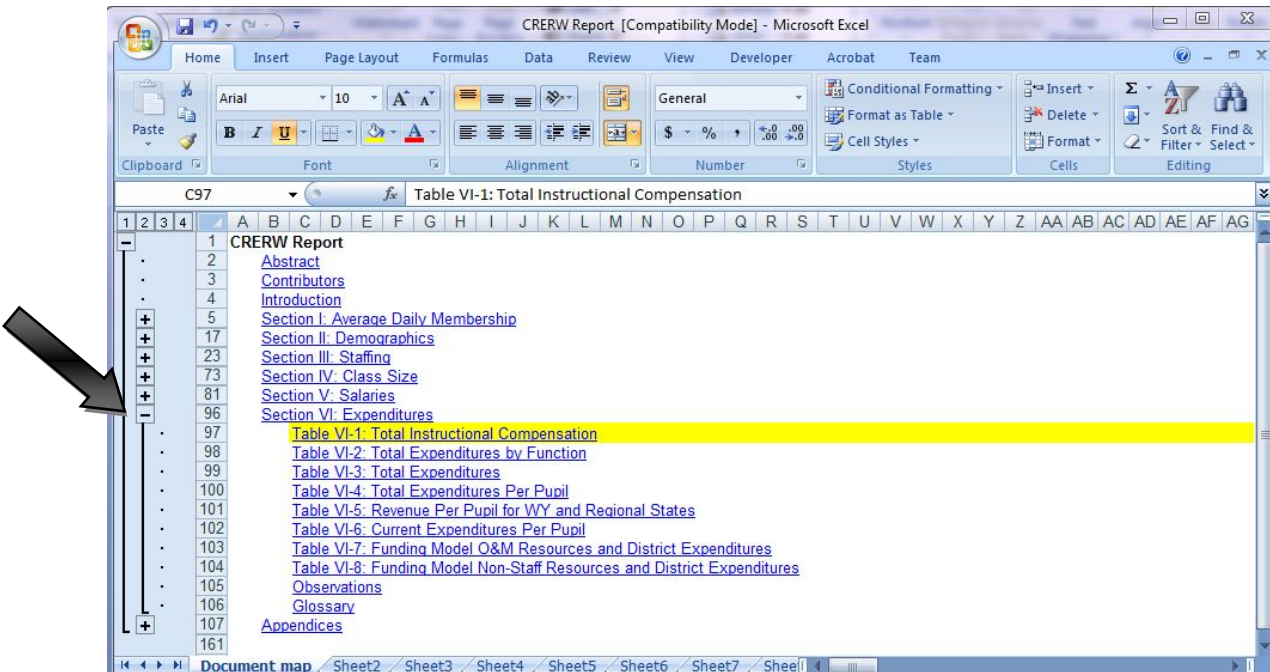 CRERW Report [Compatibility Mode] - Microsoft Excel
Home Insert Page Layout Formulas Data Review View Developer Acrobat Team
Paste
Clipboard
Arial 10 A A
B I U A
Font
Alignment
General
$ % , .0 .00 .00 .0
Number
Conditional Formatting
Format as Table
Cell Styles
Styles
Insert
Delete
Format
Cells
Σ
Sort & Filter
Find & Select
Editing
C97 fx Table VI-1: Total Instructional Compensation
1 2 3 4 A B C D E F G H I J K L M N O P Q R S T U V W X Y Z AA AB AC AD AE AF AG
1 CRERW Report
2 Abstract
3 Contributors
4 Introduction
5 Section I: Average Daily Membership
17 Section II: Demographics
23 Section III: Staffing
73 Section IV: Class Size
81 Section V: Salaries
96 Section VI: Expenditures
97 Table VI-1: Total Instructional Compensation
98 Table VI-2: Total Expenditures by Function
99 Table VI-3: Total Expenditures
100 Table VI-4: Total Expenditures Per Pupil
101 Table VI-5: Revenue Per Pupil for WY and Regional States
102 Table VI-6: Current Expenditures Per Pupil
103 Table VI-7: Funding Model O&M Resources and District Expenditures
104 Table VI-8: Funding Model Non-Staff Resources and District Expenditures
105 Observations
106 Glossary
107 Appendices
161
Document map Sheet2 Sheet3 Sheet4 Sheet5 Sheet6 Sheet7 Shee